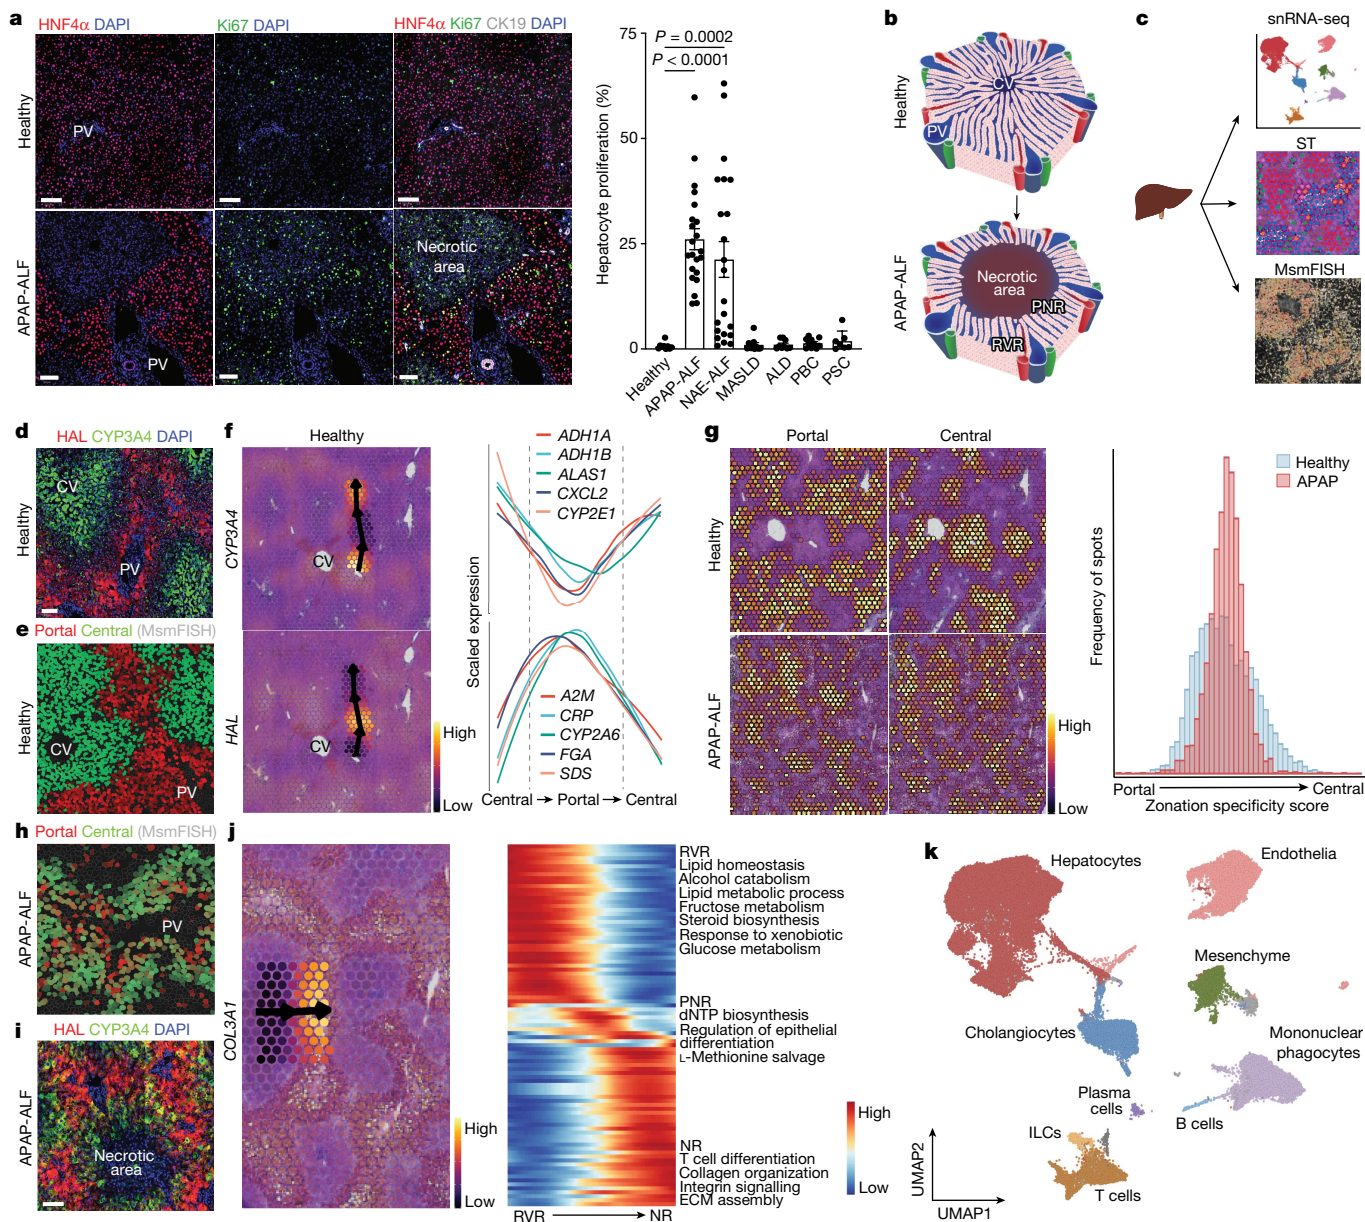 a
HNF4α DAPI
Ki67 DAPI
HNF4α Ki67 CK19 DAPI
Healthy
PV
APAP-ALF
PV
Necrotic
area
Hepatocyte proliferation (%)
75
50
25
0
P = 0.0002
P < 0.0001
Healthy
APAP-ALF
NAE-ALF
MASLD
ALD
PBC
PSC
b
Healthy
CV
PV
APAP-ALF
Necrotic
area
PNR
RVR
c
snRNA-seq
ST
MsmFISH
d
HAL CYP3A4 DAPI
Healthy
CV
PV
e
Portal Central (MsmFISH)
Healthy
CV
PV
f
Healthy
CYP3A4
CV
HAL
CV
High
Low
Scaled expression
ADH1A
ADH1B
ALAS1
CXCL2
CYP2E1
A2M
CRP
CYP2A6
FGA
SDS
Central → Portal → Central
g
Portal
Central
Healthy
APAP-ALF
High
Low
Frequency of spots
Healthy
APAP
Portal
Central
Zonation specificity score
h
Portal Central (MsmFISH)
APAP-ALF
PV
i
HAL CYP3A4 DAPI
APAP-ALF
Necrotic
area
j
COL3A1
High
Low
RVR
Lipid homeostasis
Alcohol catabolism
Lipid metabolic process
Fructose metabolism
Steroid biosynthesis
Response to xenobiotic
Glucose metabolism
PNR
dNTP biosynthesis
Regulation of epithelial
differentiation
L-Methionine salvage
NR
T cell differentiation
Collagen organization
Integrin signalling
ECM assembly
RVR
NR
High
Low
k
Hepatocytes
Endothelia
Mesenchyme
Cholangiocytes
Mononuclear
phagocytes
Plasma
cells
B cells
ILCs
T cells
UMAP2
UMAP1